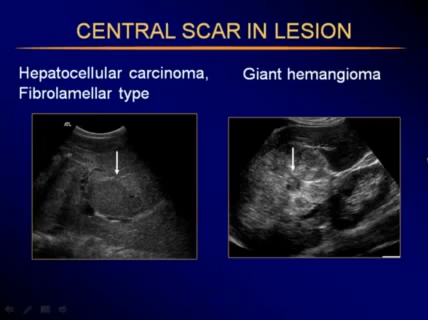 CENTRAL SCAR IN LESION
Hepatocellular carcinoma,
Fibrolamellar type
Giant hemangioma